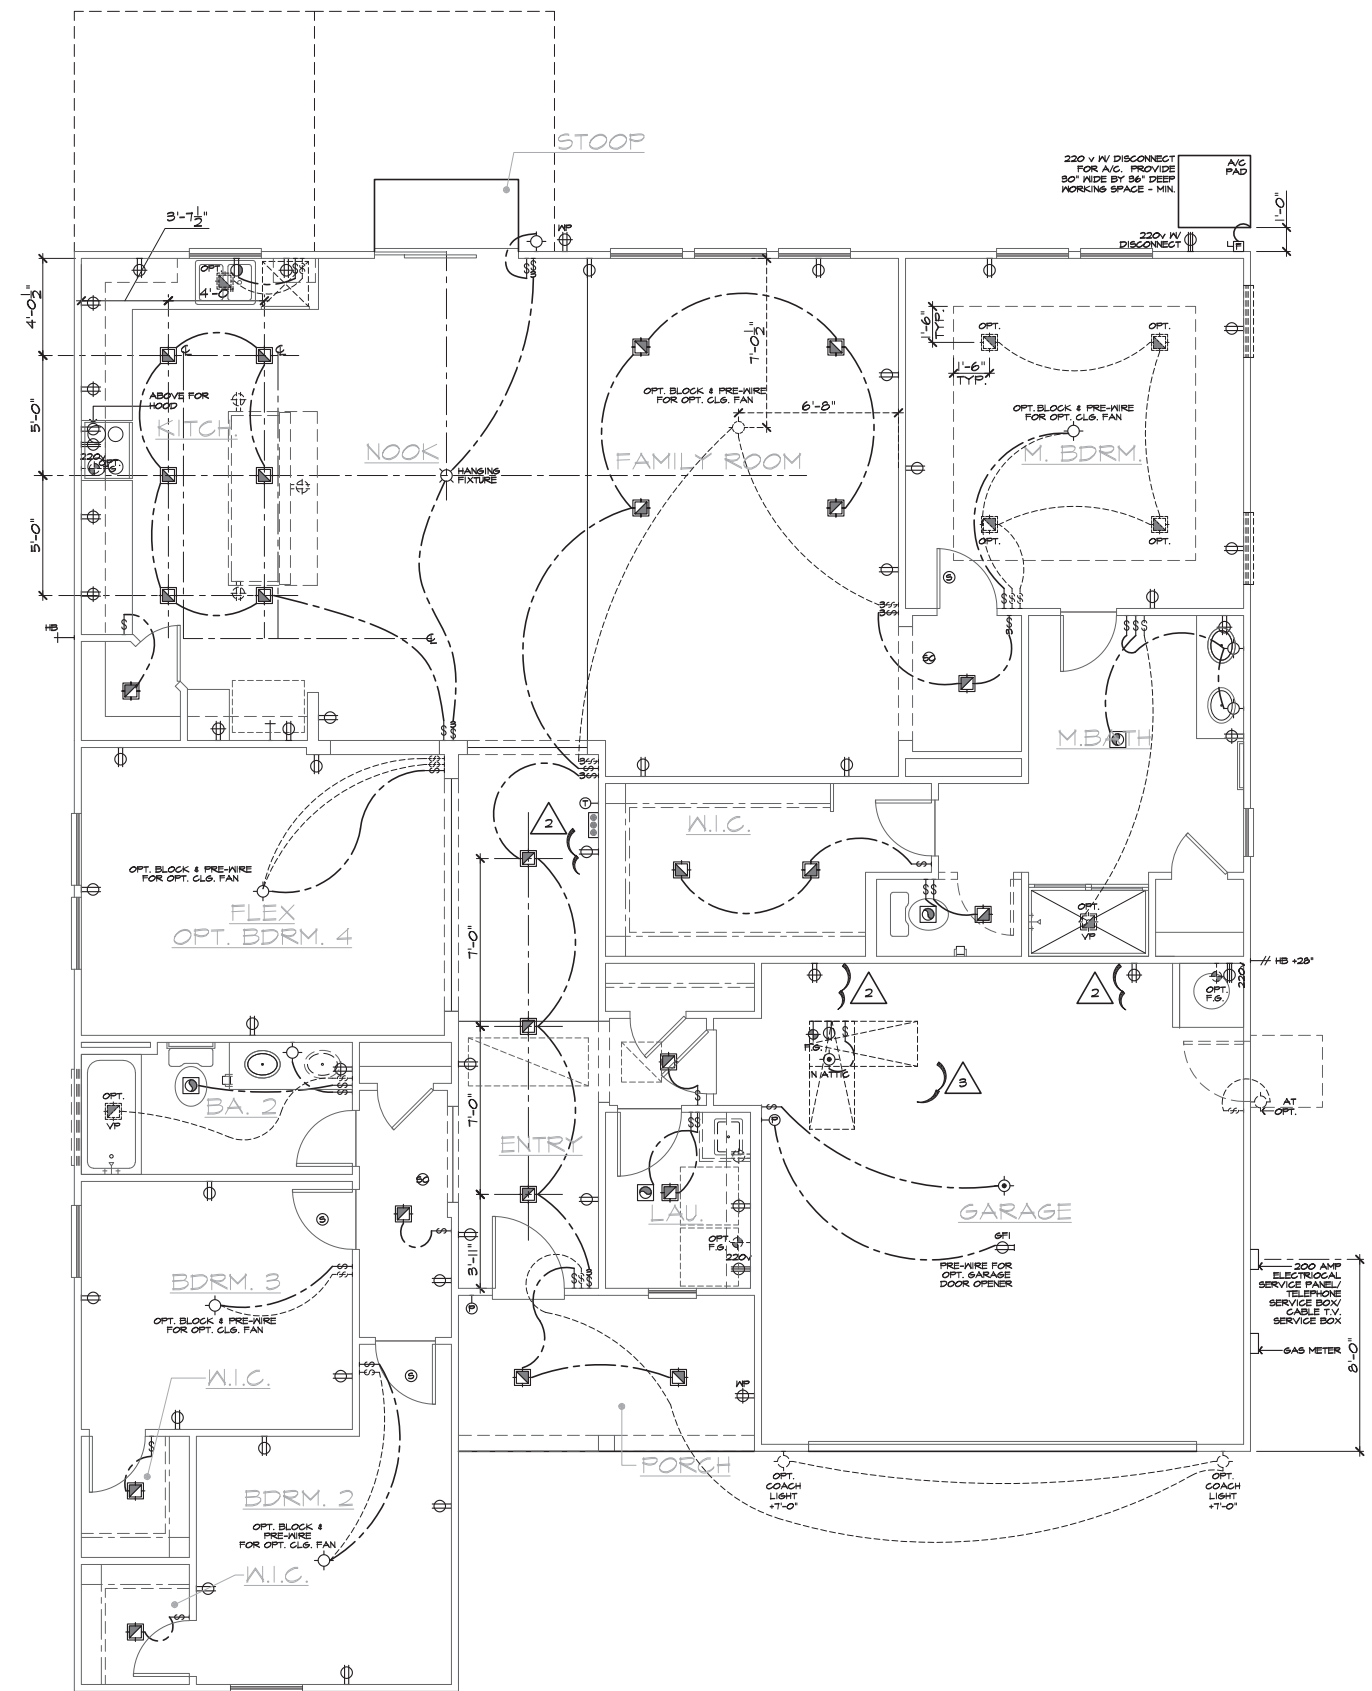 STOOP
220 v W/ DISCONNECT
FOR A/C. PROVIDE
30" WIDE BY 36" DEEP
WORKING SPACE - MIN.
A/C
PAD
1'-0"
3'-7½"
WP
220v W/
DISCONNECT
F
OPT.
4'-0"
4'-0½"
7'-0½"
1'-6"
TYP.
OPT.
OPT.
1'-6"
TYP.
OPT. BLOCK & PRE-WIRE
FOR OPT. CLG. FAN
6'-8"
OPT. BLOCK & PRE-WIRE
FOR OPT. CLG. FAN
ABOVE FOR
HOOD
5'-0"
KITCH.
NOOK
HANGING
FIXTURE
FAMILY ROOM
M. BDRM.
220v
5'-0"
OPT.
OPT.
S
HB
SC
M.BATH
T
2
W.I.C.
OPT. BLOCK & PRE-WIRE
FOR OPT. CLG. FAN
FLEX
OPT. BDRM. 4
7'-0"
OPT.
VP
HB +28"
2
2
220v
OPT.
F.G.
F.G.
IN ATTIC
3
OPT.
VP
BA. 2
7'-0"
ENTRY
P
AT
OPT.
SC
S
LAU.
GARAGE
OPT.
F.G.
220v
GFI
PRE-WIRE FOR
OPT. GARAGE
DOOR OPENER
3'-11"
200 AMP
ELECTRIOCAL
SERVICE PANEL/
TELEPHONE
SERVICE BOX/
CABLE T.V.
SERVICE BOX
GAS METER
8'-0"
BDRM. 3
OPT. BLOCK & PRE-WIRE
FOR OPT. CLG. FAN
P
W.I.C.
S
WP
PORCH
OPT.
COACH
LIGHT
+7'-0"
OPT.
COACH
LIGHT
+7'-0"
BDRM. 2
OPT. BLOCK &
PRE-WIRE
FOR OPT. CLG. FAN
W.I.C.